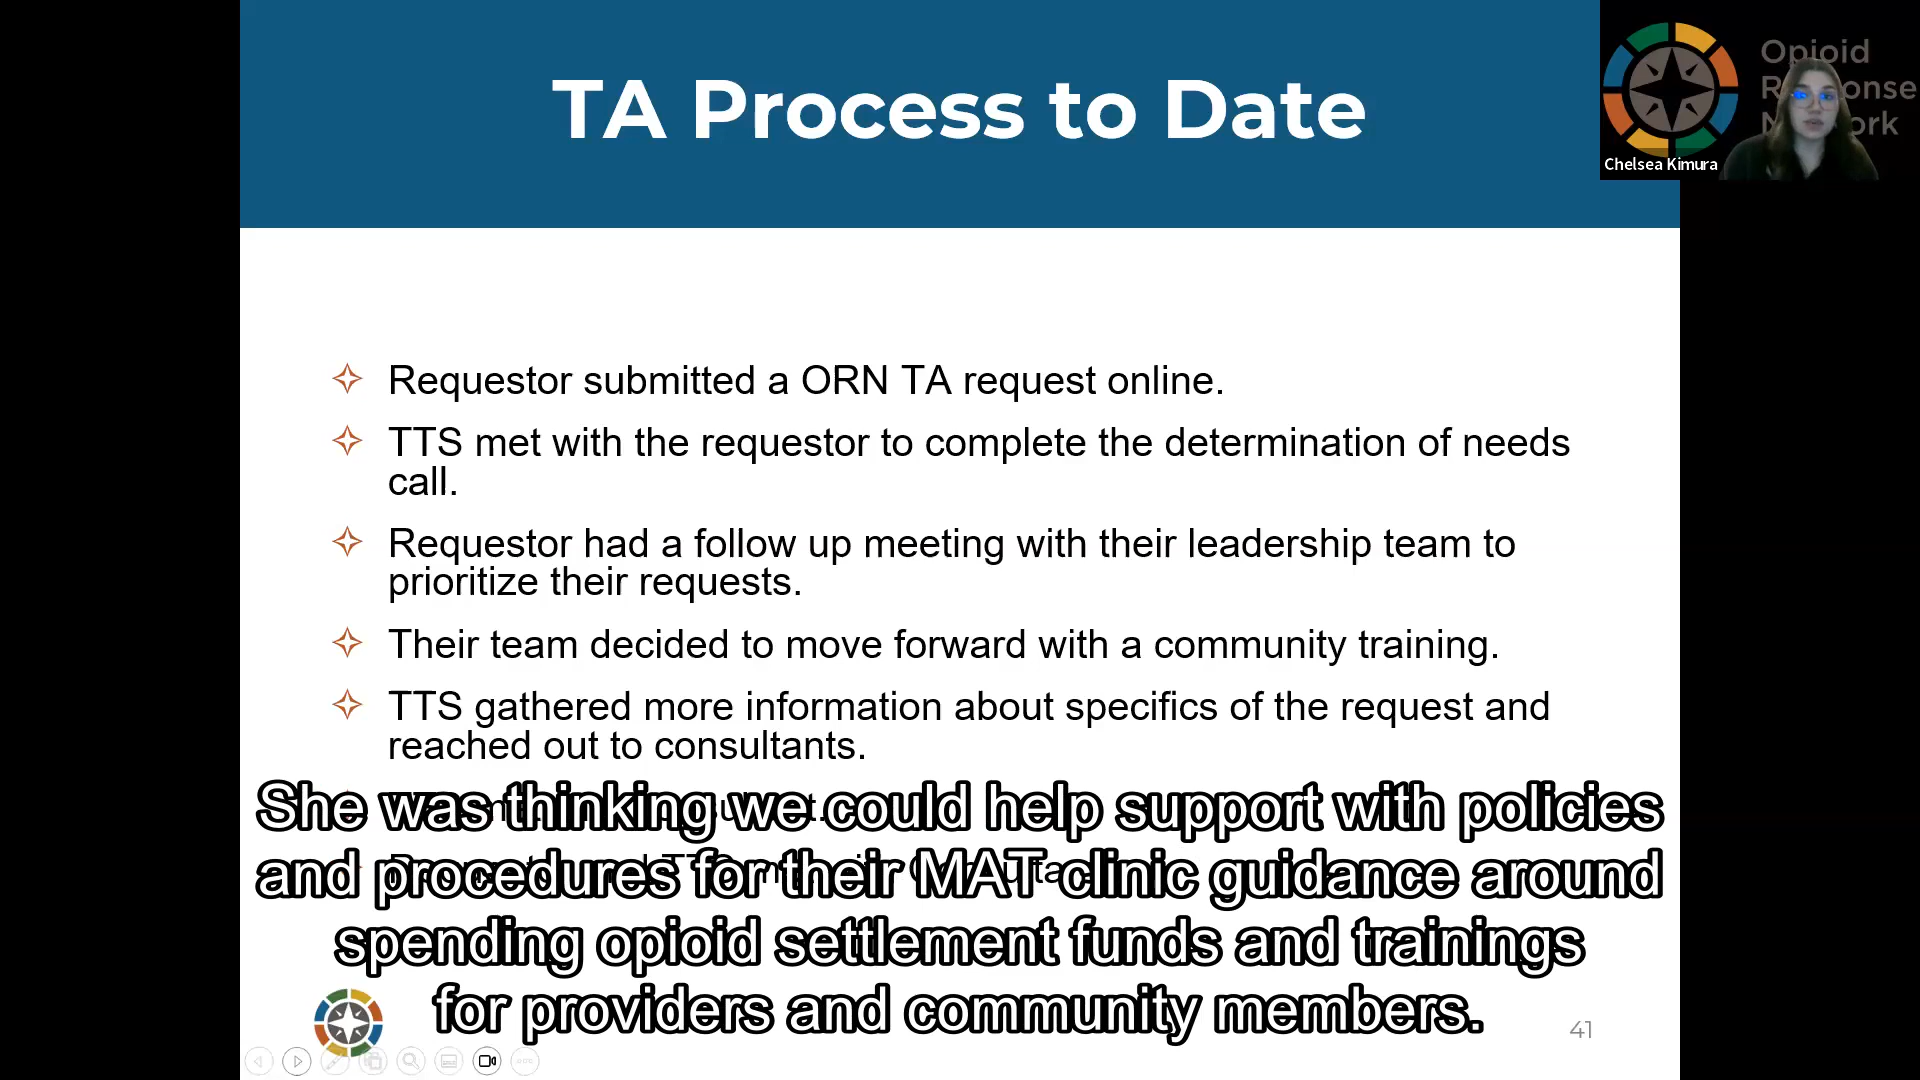 TA Process to Date
Opioid
Response
Network
Chelsea Kimura
Requestor submitted a ORN TA request online.
TTS met with the requestor to complete the determination of needs
call.
Requestor had a follow up meeting with their leadership team to
prioritize their requests.
Their team decided to move forward with a community training.
TTS gathered more information about specifics of the request and
reached out to consultants.
She was thinking we could help support with policies
and procedures for their MAT clinic guidance around
spending opioid settlement funds and trainings
for providers and community members.
41